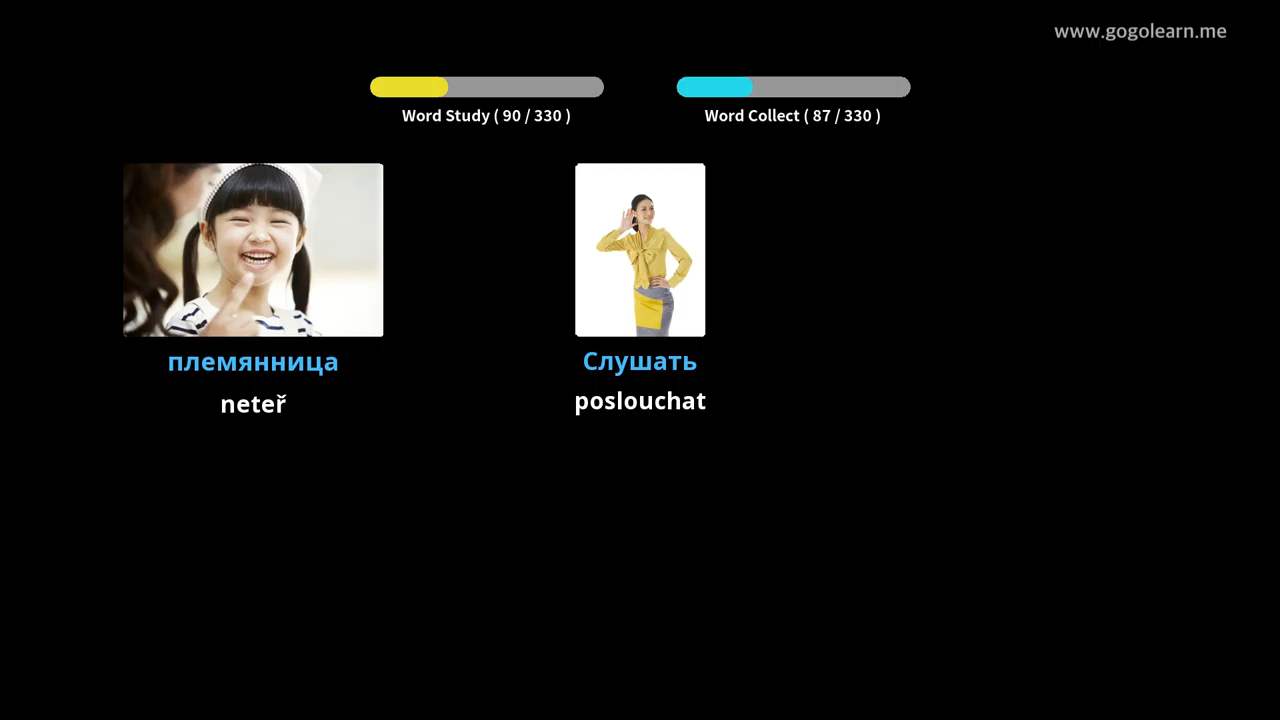 www.gogolearn.me
Word Study ( 90 / 330 )
Word Collect ( 87 / 330 )
племянница
neteř
Слушать
poslouchat